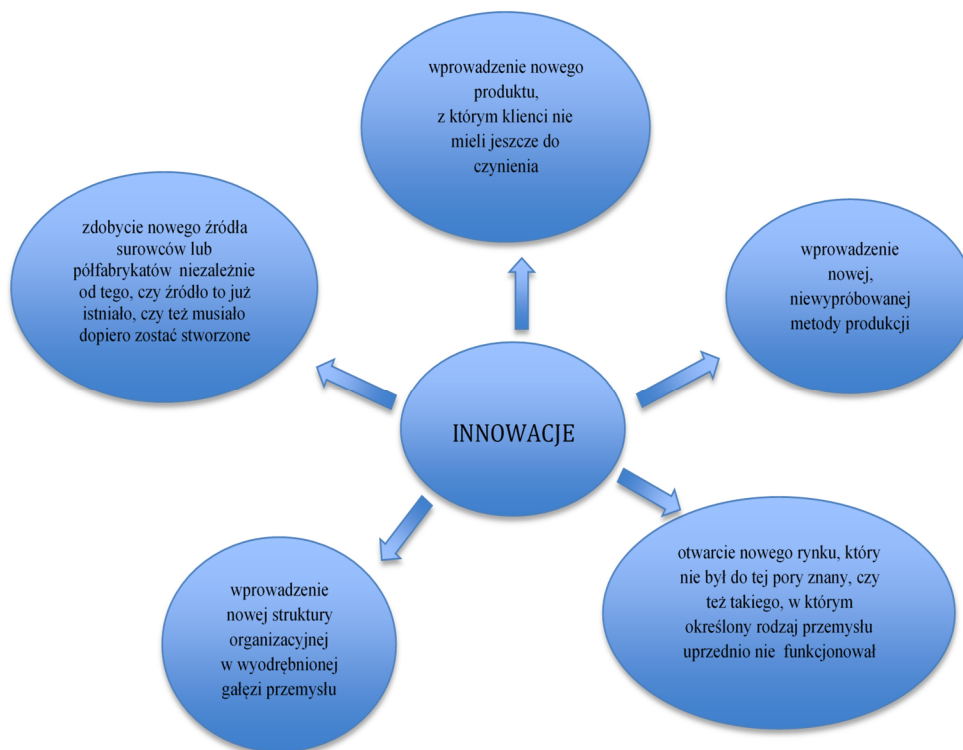 wprowadzenie nowego
produktu,
z którym klienci nie
mieli jeszcze do
czynienia
zdobycie nowego źródła
surowców lub
półfabrykatów niezależnie
od tego, czy źródło to już
istniało, czy też musiało
dopiero zostać stworzone
wprowadzenie
nowej,
niewypróbowanej
metody produkcji
INNOWACJE
wprowadzenie
nowej struktury
organizacyjnej
w wyodrębnionej
gałęzi przemysłu
otwarcie nowego rynku, który
nie był do tej pory znany, czy
też takiego, w którym
określony rodzaj przemysłu
uprzednio nie funkcjonował